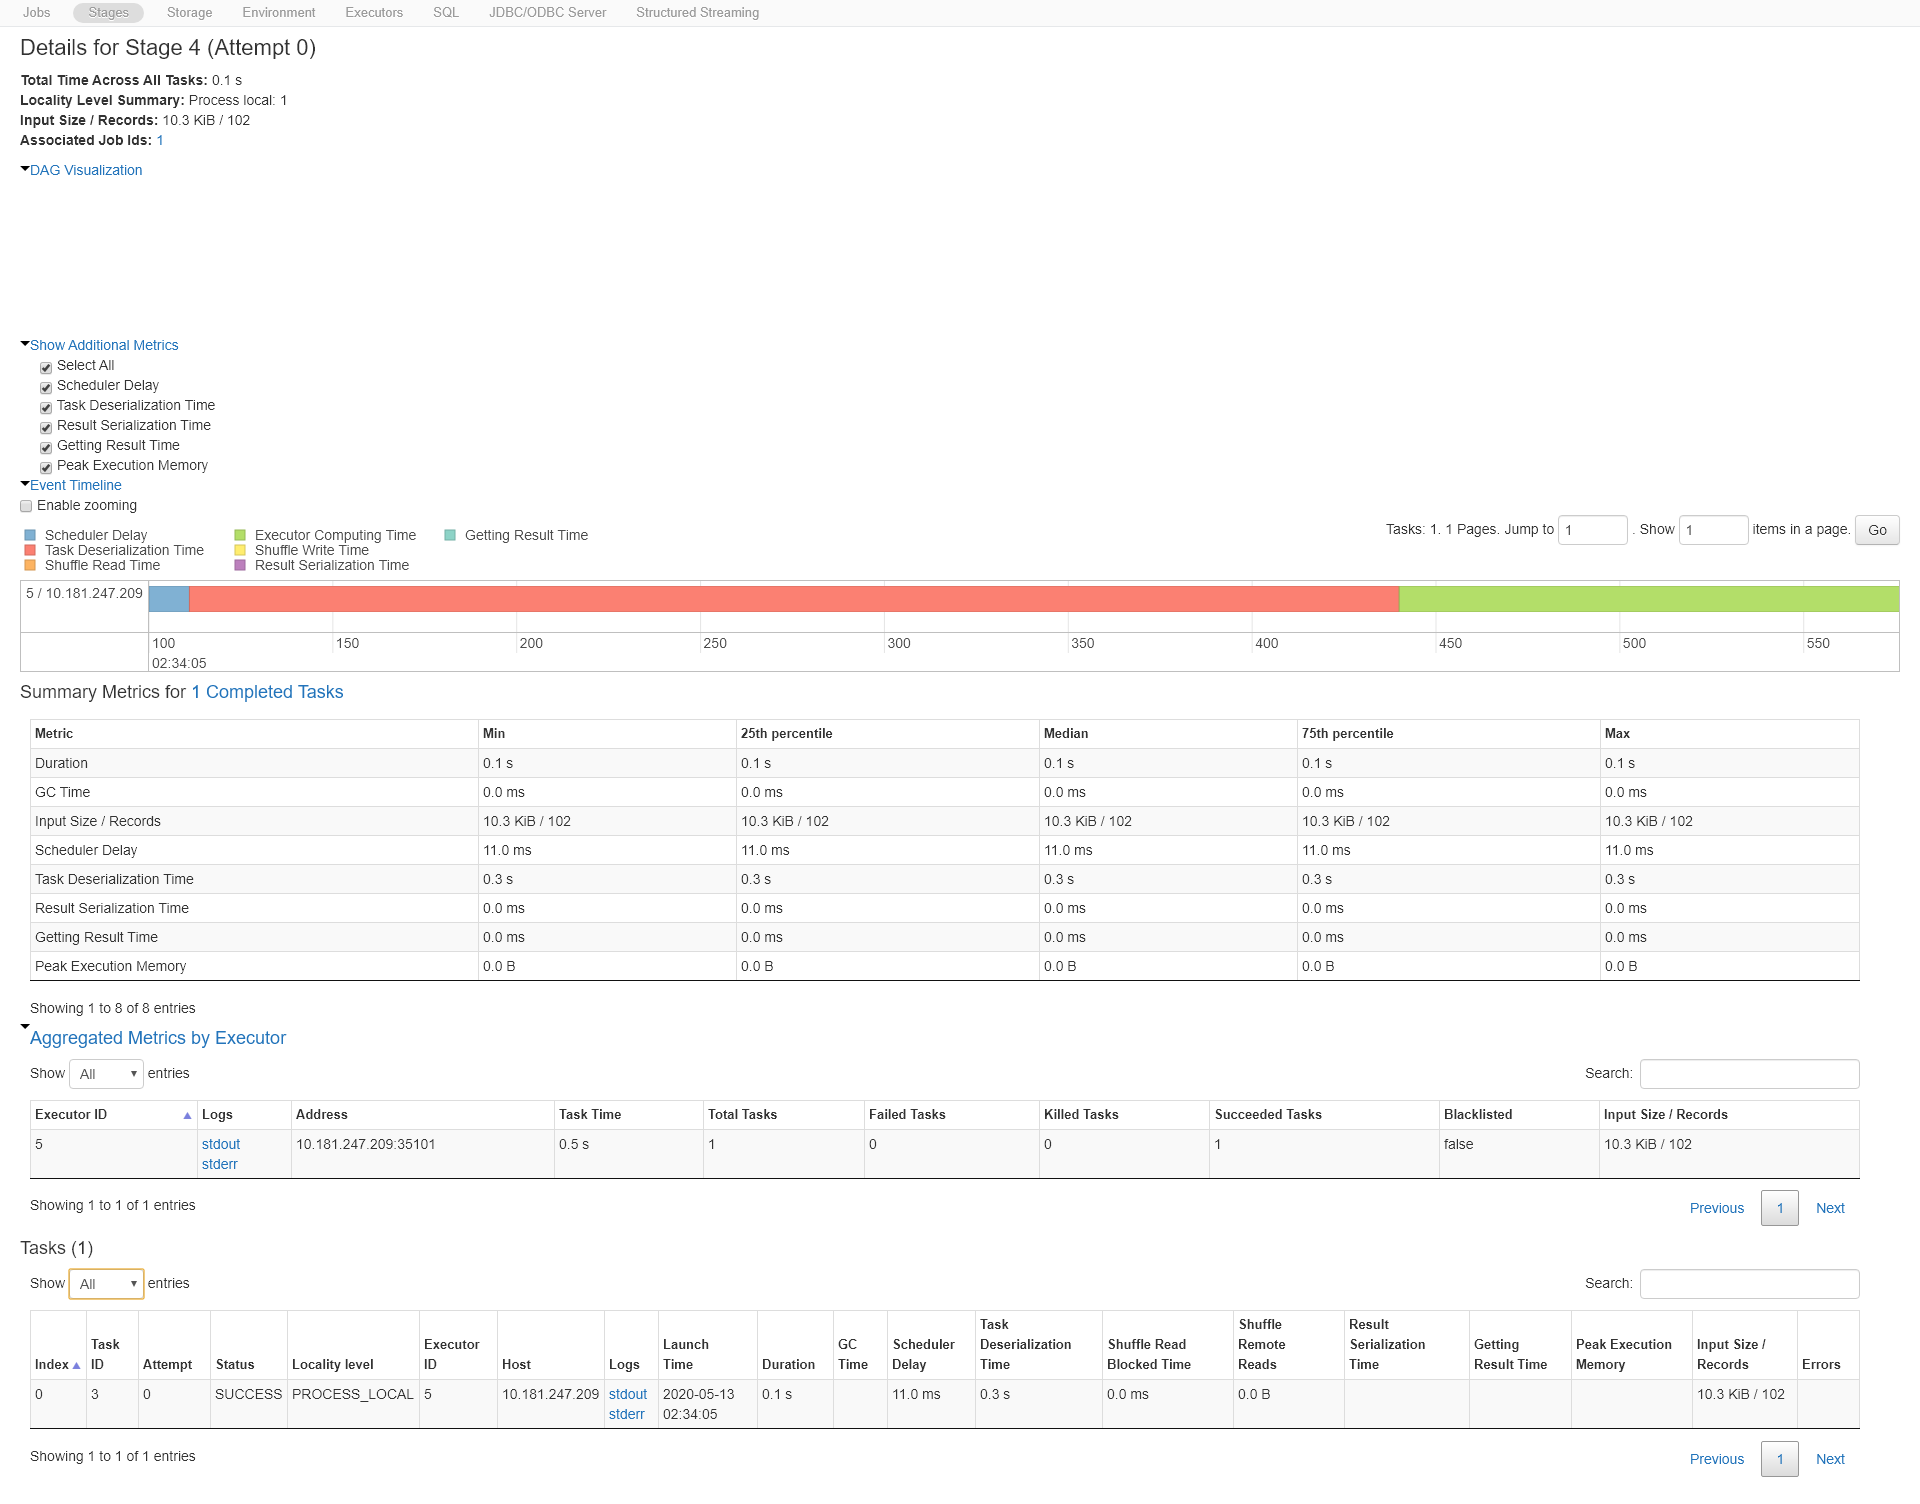 Jobs Stages Storage Environment Executors SQL JDBC/ODBC Server Structured Streaming
Details for Stage 4 (Attempt 0)
Total Time Across All Tasks: 0.1 s
Locality Level Summary: Process local: 1
Input Size / Records: 10.3 KiB / 102
Associated Job Ids: 1
DAG Visualization
Show Additional Metrics
Select All
Scheduler Delay
Task Deserialization Time
Result Serialization Time
Getting Result Time
Peak Execution Memory
Event Timeline
Enable zooming
Tasks: 1. 1 Pages. Jump to 1 . Show 1 items in a page. Go
Scheduler Delay Executor Computing Time Getting Result Time
Task Deserialization Time Shuffle Write Time
Shuffle Read Time Result Serialization Time
5 / 10.181.247.209
100 150 200 250 300 350 400 450 500 550
02:34:05
Summary Metrics for 1 Completed Tasks
Metric Min 25th percentile Median 75th percentile Max
Duration 0.1 s 0.1 s 0.1 s 0.1 s 0.1 s
GC Time 0.0 ms 0.0 ms 0.0 ms 0.0 ms 0.0 ms
Input Size / Records 10.3 KiB / 102 10.3 KiB / 102 10.3 KiB / 102 10.3 KiB / 102 10.3 KiB / 102
Scheduler Delay 11.0 ms 11.0 ms 11.0 ms 11.0 ms 11.0 ms
Task Deserialization Time 0.3 s 0.3 s 0.3 s 0.3 s 0.3 s
Result Serialization Time 0.0 ms 0.0 ms 0.0 ms 0.0 ms 0.0 ms
Getting Result Time 0.0 ms 0.0 ms 0.0 ms 0.0 ms 0.0 ms
Peak Execution Memory 0.0 B 0.0 B 0.0 B 0.0 B 0.0 B
Showing 1 to 8 of 8 entries
Aggregated Metrics by Executor
Show All entries Search:
Executor ID Logs Address Task Time Total Tasks Failed Tasks Killed Tasks Succeeded Tasks Blacklisted Input Size / Records
5 stdout 10.181.247.209:35101 0.5 s 1 0 0 1 false 10.3 KiB / 102
stderr
Showing 1 to 1 of 1 entries Previous 1 Next
Tasks (1)
Show All entries Search:
Task Shuffle Result
Task Executor Launch GC Scheduler Deserialization Shuffle Read Remote Serialization Getting Peak Execution Input Size /
Index ID Attempt Status Locality level ID Host Logs Time Duration Time Delay Time Blocked Time Reads Time Result Time Memory Records Errors
0 3 0 SUCCESS PROCESS_LOCAL 5 10.181.247.209 stdout 2020-05-13 0.1 s 11.0 ms 0.3 s 0.0 ms 0.0 B 10.3 KiB / 102
stderr 02:34:05
Showing 1 to 1 of 1 entries Previous 1 Next